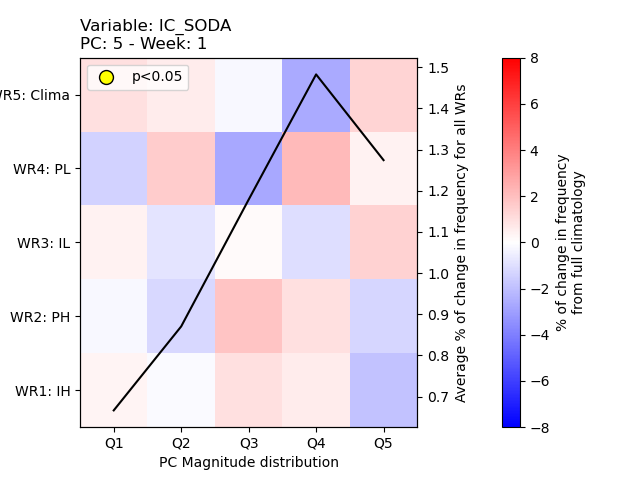 Variable: IC_SODA
PC: 5 - Week: 1
p<0.05
WR5: Clima
WR4: PL
WR3: IL
WR2: PH
WR1: IH
Q1 Q2 Q3 Q4 Q5
PC Magnitude distribution
1.5
1.4
1.3
1.2
1.1
1.0
0.9
0.8
0.7
Average % of change in frequency for all WRs
8
6
4
2
0
−2
−4
−6
−8
% of change in frequency
from full climatology